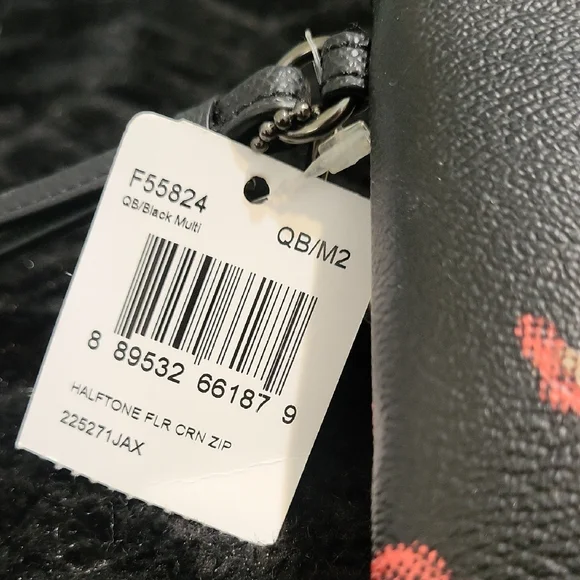 F55824
QB/Black Multi
QB/M2
8 89532 66187 9
HALFTONE FLR CRN ZIP
225271JAX